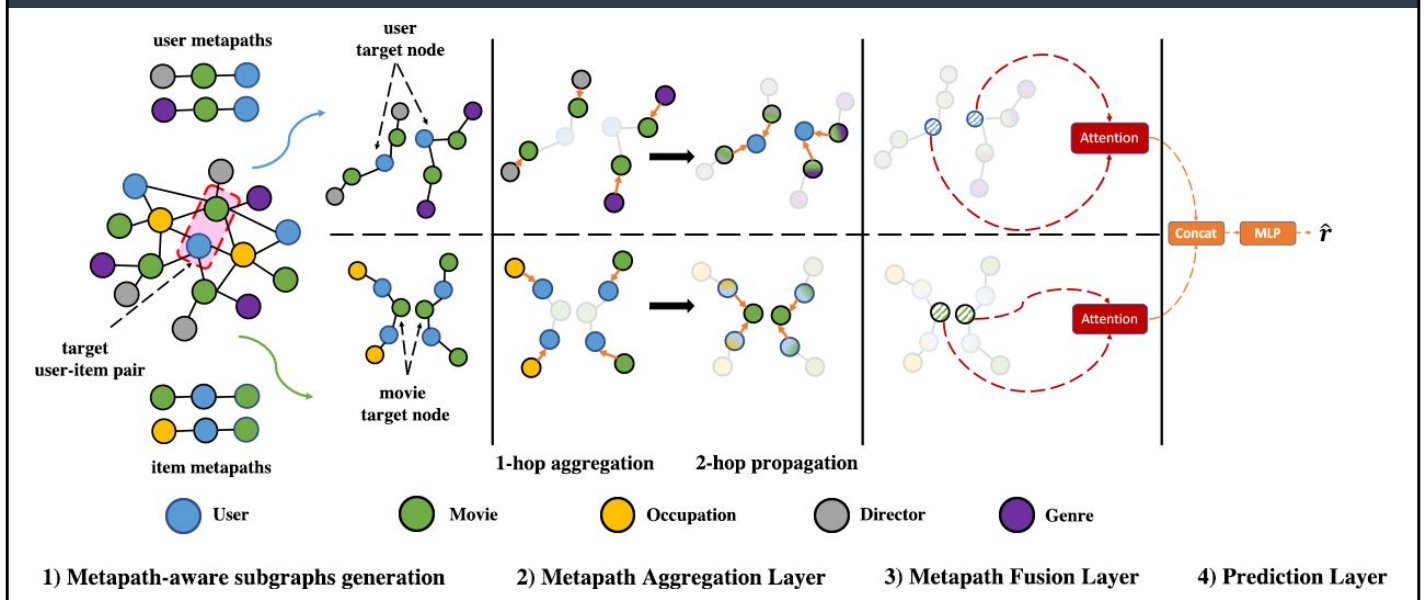 user metapaths
user
target node
target
user-item pair
item metapaths
movie
target node
1-hop aggregation
2-hop propagation
Attention
Attention
Concat
MLP
r̂
User
Movie
Occupation
Director
Genre
1) Metapath-aware subgraphs generation
2) Metapath Aggregation Layer
3) Metapath Fusion Layer
4) Prediction Layer